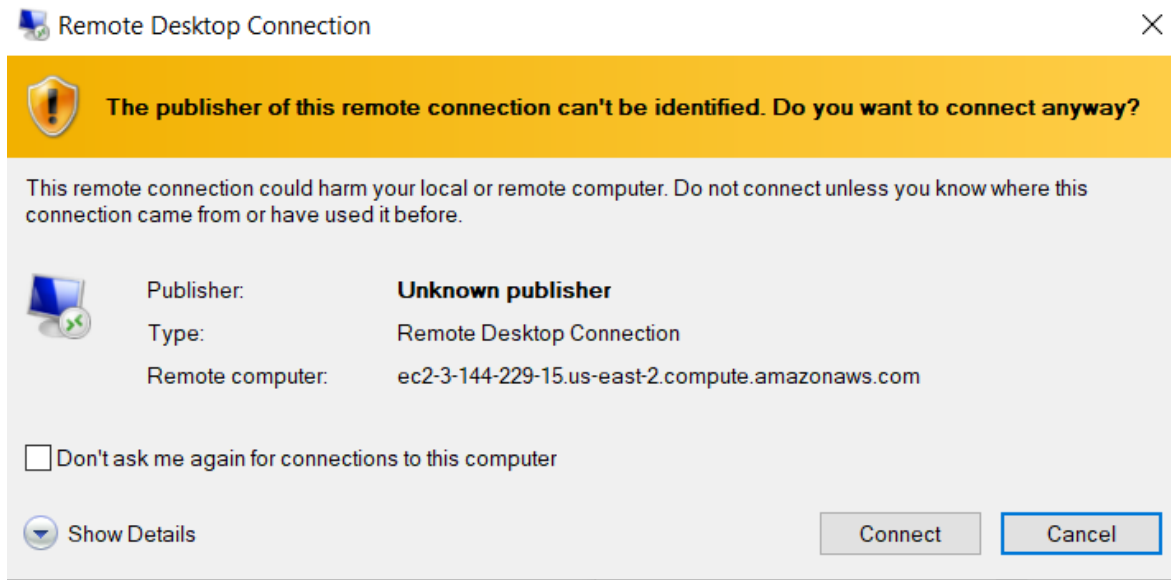 Remote Desktop Connection
The publisher of this remote connection can't be identified. Do you want to connect anyway?
This remote connection could harm your local or remote computer. Do not connect unless you know where this
connection came from or have used it before.
Publisher: Unknown publisher
Type: Remote Desktop Connection
Remote computer: ec2-3-144-229-15.us-east-2.compute.amazonaws.com
Don't ask me again for connections to this computer
Show Details Connect Cancel